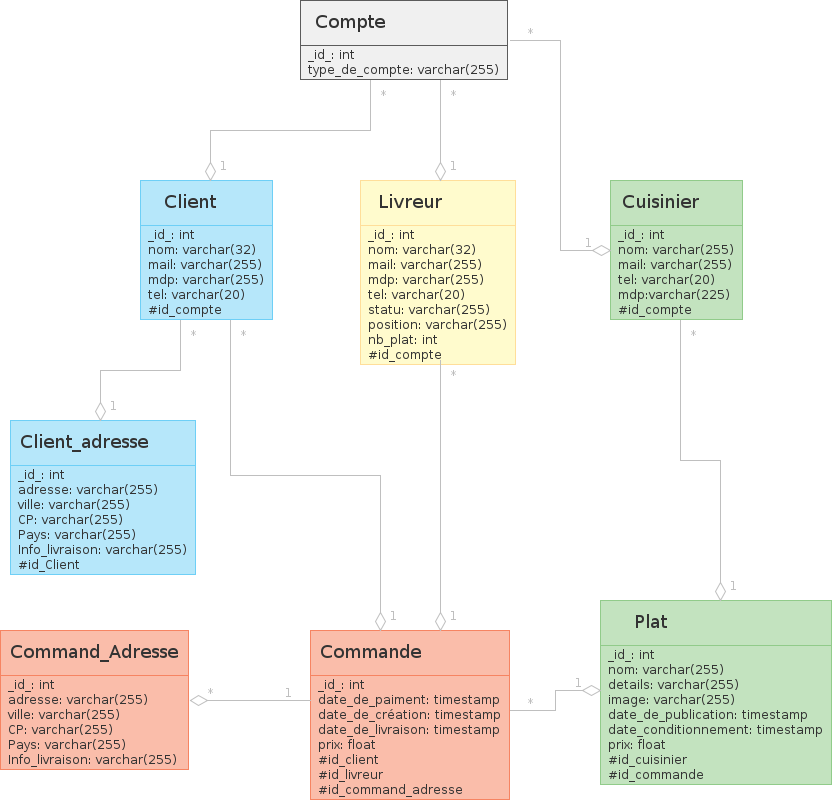 Compte
_id_: int
type_de_compte: varchar(255)
*
*
*
1
1
1
Client
_id_: int
nom: varchar(32)
mail: varchar(255)
mdp: varchar(255)
tel: varchar(20)
#id_compte
Livreur
_id_: int
nom: varchar(32)
mail: varchar(255)
mdp: varchar(255)
tel: varchar(20)
statu: varchar(255)
position: varchar(255)
nb_plat: int
#id_compte
Cuisinier
_id_: int
nom: varchar(255)
mail: varchar(255)
tel: varchar(20)
mdp:varchar(225)
#id_compte
*
*
*
*
1
Client_adresse
_id_: int
adresse: varchar(255)
ville: varchar(255)
CP: varchar(255)
Pays: varchar(255)
Info_livraison: varchar(255)
#id_Client
1
1
1
Command_Adresse
_id_: int
adresse: varchar(255)
ville: varchar(255)
CP: varchar(255)
Pays: varchar(255)
Info_livraison: varchar(255)
*
1
Commande
_id_: int
date_de_paiment: timestamp
date_de_création: timestamp
date_de_livraison: timestamp
prix: float
#id_client
#id_livreur
#id_command_adresse
*
1
Plat
_id_: int
nom: varchar(255)
details: varchar(255)
image: varchar(255)
date_de_publication: timestamp
date_conditionnement: timestamp
prix: float
#id_cuisinier
#id_commande